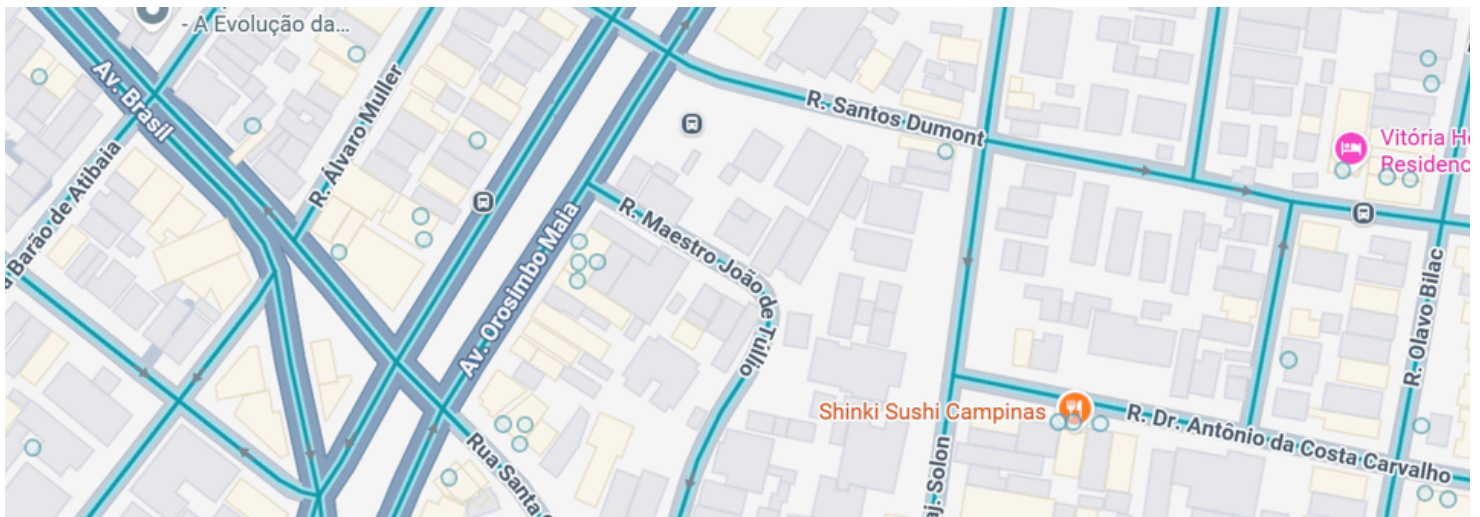 - A Evolução da...
Av. Brasil
R. Álvaro Muller
R. Santos Dumont
Vitória
Residenc
Barão de Atibaia
R. Maestro João de Túllio
Av. Orosimbo Maia
R. Olavo Bilac
Shinki Sushi Campinas
R. Dr. Antônio da Costa Carvalho
Rua Santa
Solon